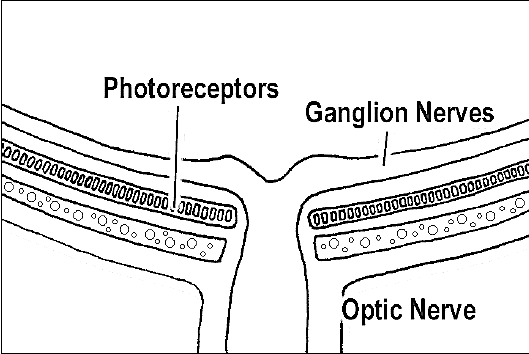 Photoreceptors
Ganglion Nerves
Optic Nerve